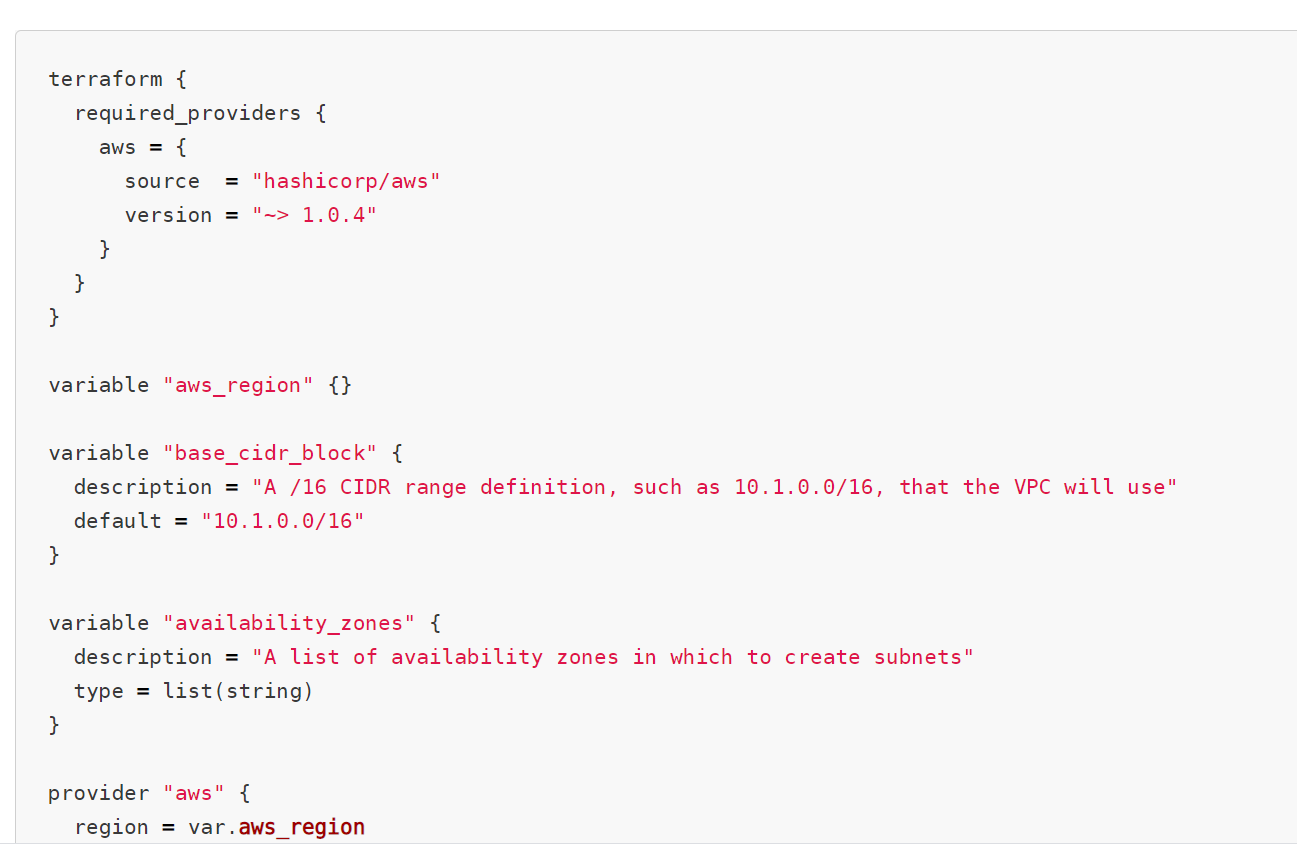 terraform {
  required_providers {
    aws = {
      source  = "hashicorp/aws"
      version = "~> 1.0.4"
    }
  }
}

variable "aws_region" {}

variable "base_cidr_block" {
  description = "A /16 CIDR range definition, such as 10.1.0.0/16, that the VPC will use"
  default = "10.1.0.0/16"
}

variable "availability_zones" {
  description = "A list of availability zones in which to create subnets"
  type = list(string)
}

provider "aws" {
  region = var.aws_region